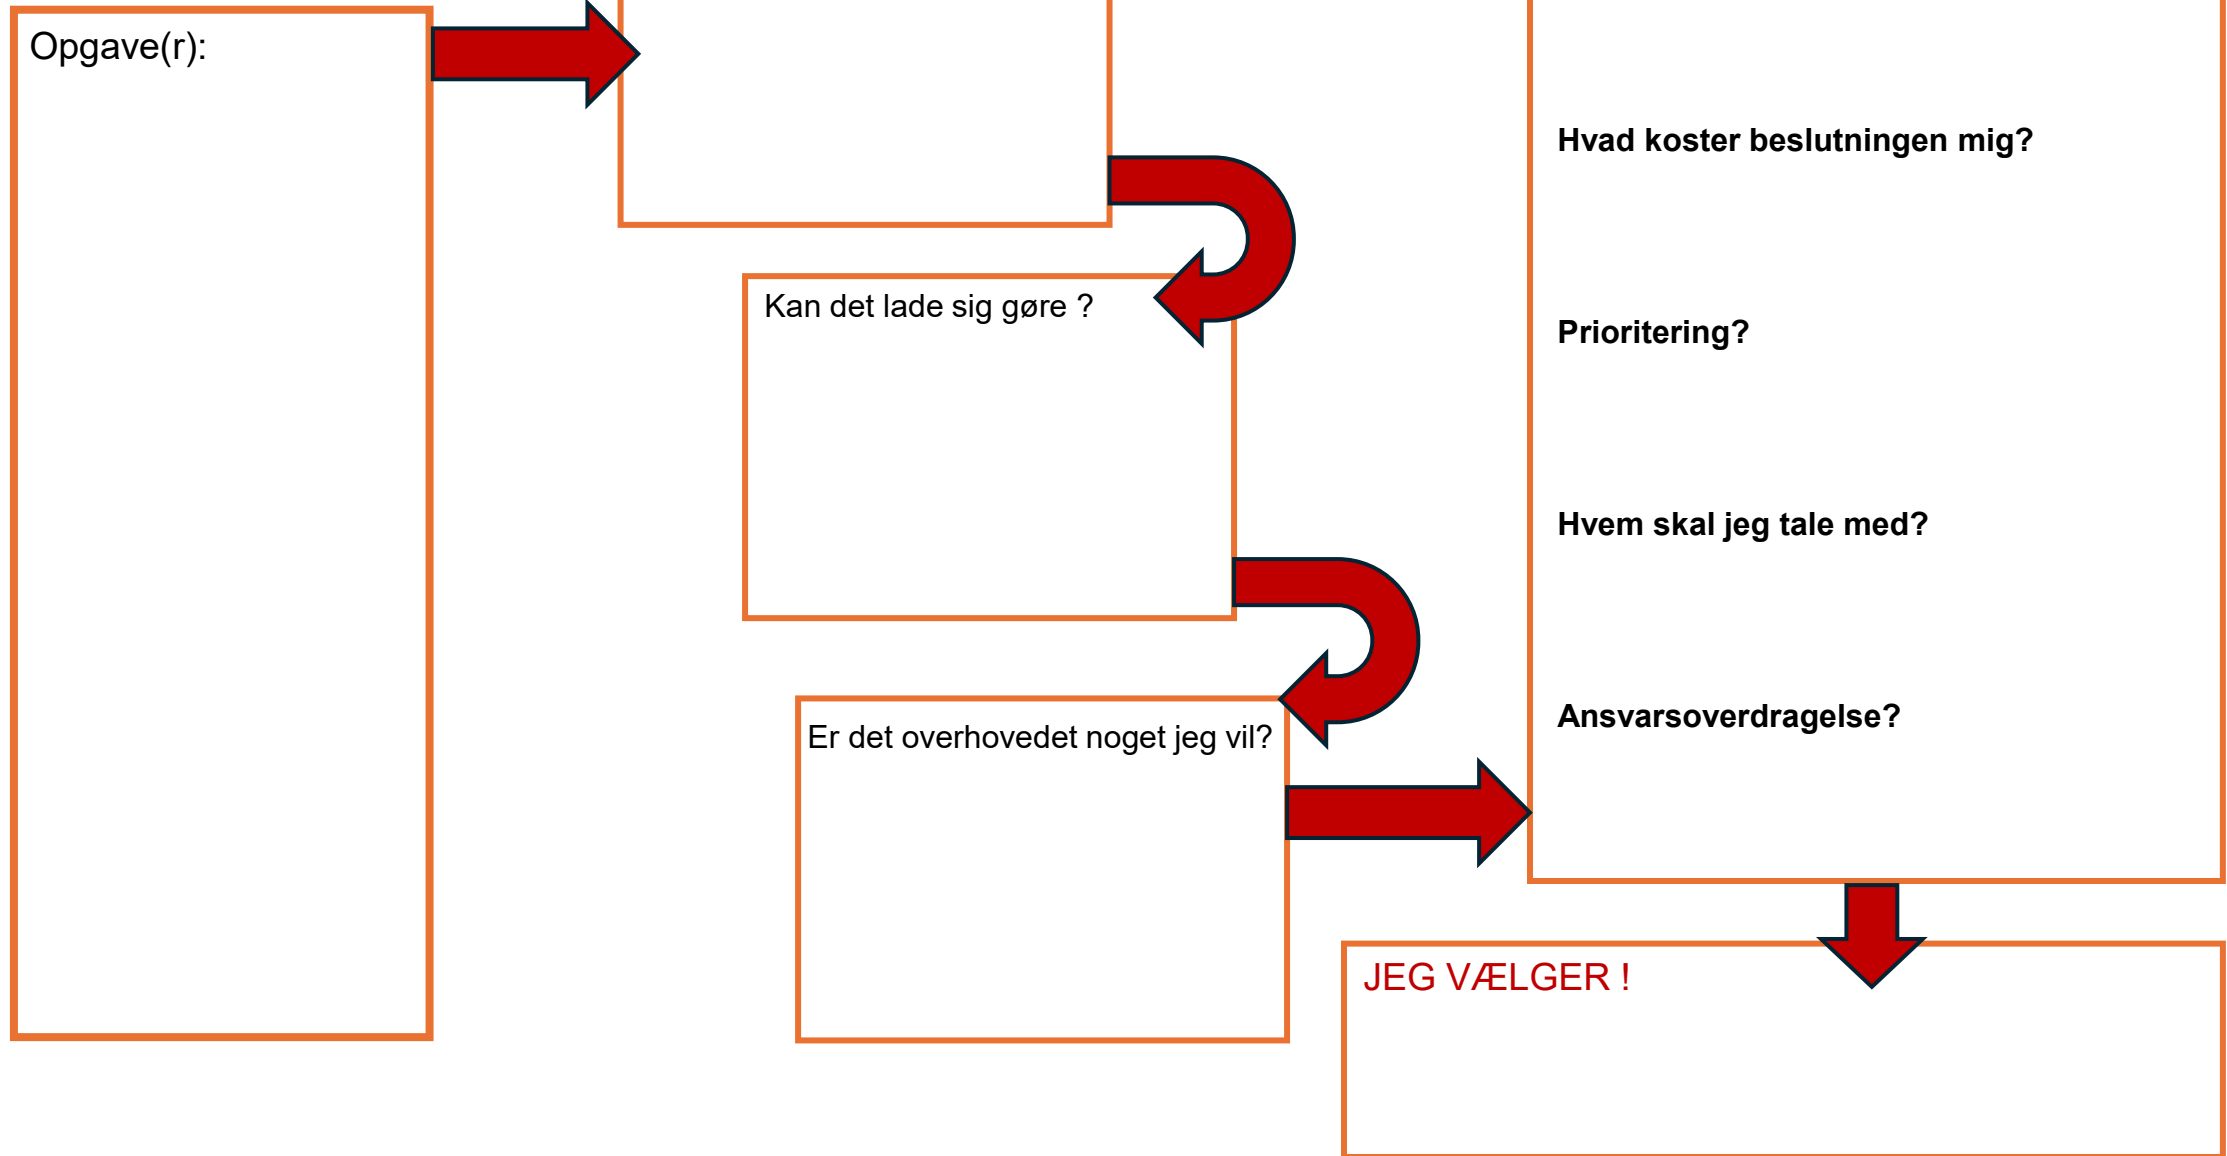 Opgave(r):
Kan det lade sig gøre ?
Er det overhovedet noget jeg vil?
Hvad koster beslutningen mig?
Prioritering?
Hvem skal jeg tale med?
Ansvarsoverdragelse?
JEG VÆLGER !